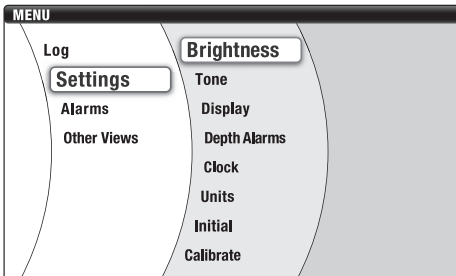 MENU
Log
Settings
Alarms
Other Views
Brightness
Tone
Display
Depth Alarms
Clock
Units
Initial
Calibrate